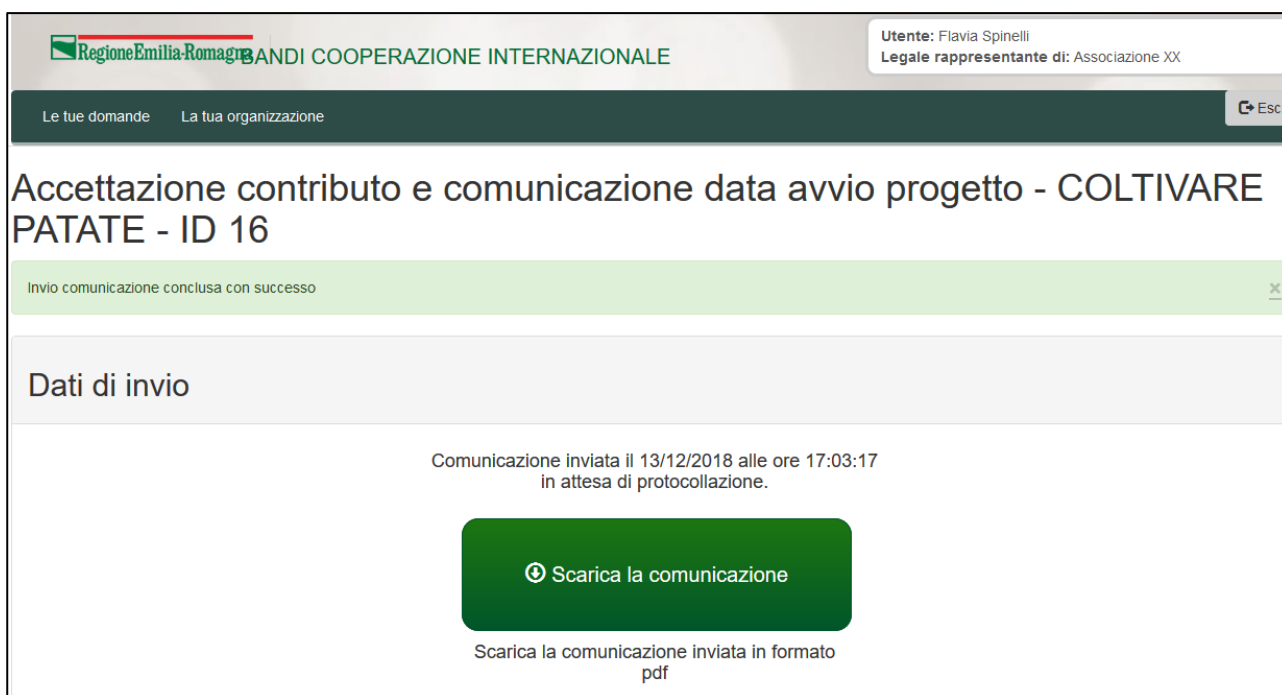 RegioneEmilia-Romagna BANDI COOPERAZIONE INTERNAZIONALE
Utente: Flavia Spinelli
Legale rappresentante di: Associazione XX
Le tue domande La tua organizzazione
Esc
Accettazione contributo e comunicazione data avvio progetto - COLTIVARE
PATATE - ID 16
Invio comunicazione conclusa con successo
×
Dati di invio
Comunicazione inviata il 13/12/2018 alle ore 17:03:17
in attesa di protocollazione.
Scarica la comunicazione
Scarica la comunicazione inviata in formato
pdf